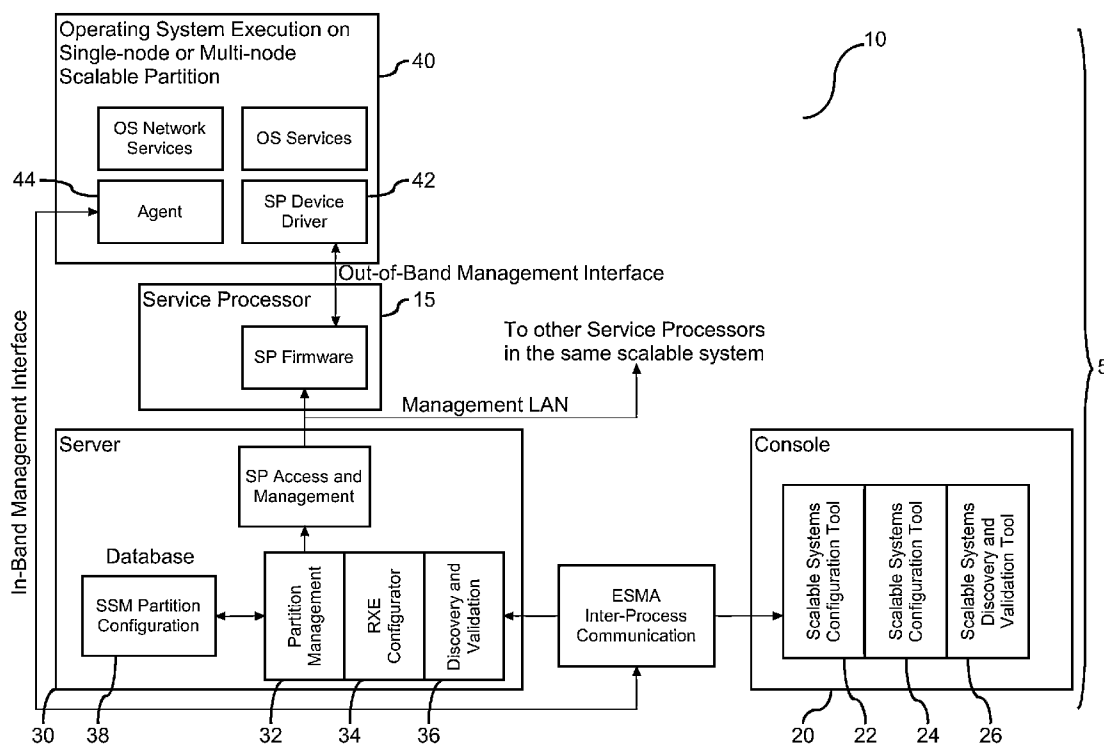 Operating System Execution on
Single-node or Multi-node
Scalable Partition
40
10
OS Network
Services
OS Services
44
42
Agent
SP Device
Driver
Out-of-Band Management Interface
Service Processor
15
SP Firmware
To other Service Processors
in the same scalable system
5
Management LAN
In-Band Management Interface
Server
SP Access and
Management
Database
SSM Partition
Configuration
Partition
Management
RXE
Configurator
Discovery and
Validation
ESMA
Inter-Process
Communication
Console
Scalable Systems
Configuration Tool
Scalable Systems
Configuration Tool
Scalable Systems
Discovery and
Validation Tool
30
38
32
34
36
20
22
24
26